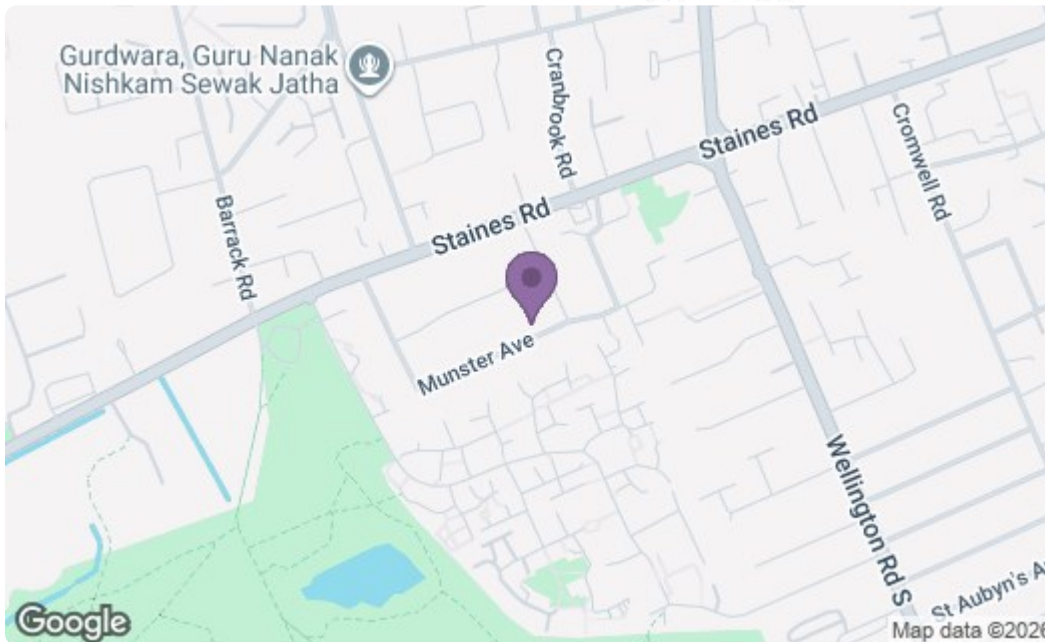 Gurdwara, Guru Nanak
Nishkam Sewak Jatha
Cranbrook Rd
Staines Rd
Cromwell Rd
Barrack Rd
Staines Rd
Munster Ave
Wellington Rd S
St Aubyn's A
Google
Map data ©2026